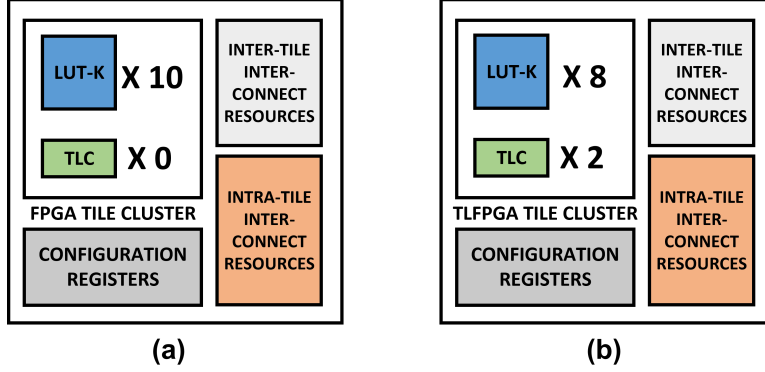 LUT-K
X 10
TLC
X 0
FPGA TILE CLUSTER
CONFIGURATION
REGISTERS
INTER-TILE
INTER-
CONNECT
RESOURCES
INTRA-TILE
INTER-
CONNECT
RESOURCES
(a)
LUT-K
X 8
TLC
X 2
TLFPGA TILE CLUSTER
CONFIGURATION
REGISTERS
INTER-TILE
INTER-
CONNECT
RESOURCES
INTRA-TILE
INTER-
CONNECT
RESOURCES
(b)